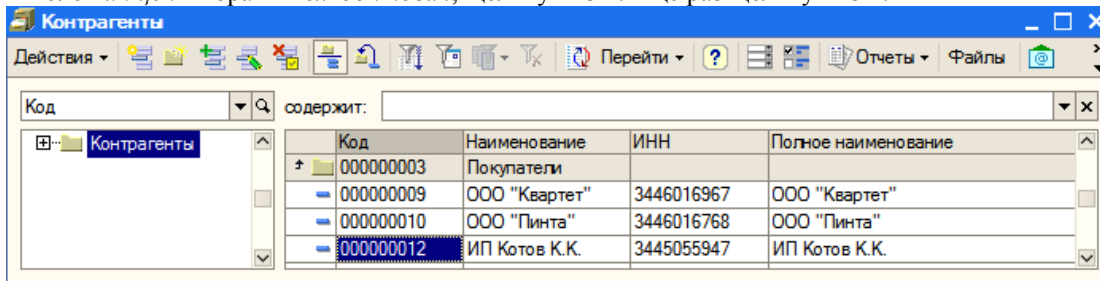 Контрагенты
Действия Перейти ? Отчеты Файлы
Код содержит:
Контрагенты
Код Наименование ИНН Полное наименование
000000003 Покупатели
000000009 ООО "Квартет" 3446016967 ООО "Квартет"
000000010 ООО "Пинта" 3446016768 ООО "Пинта"
000000012 ИП Котов К.К. 3445055947 ИП Котов К.К.